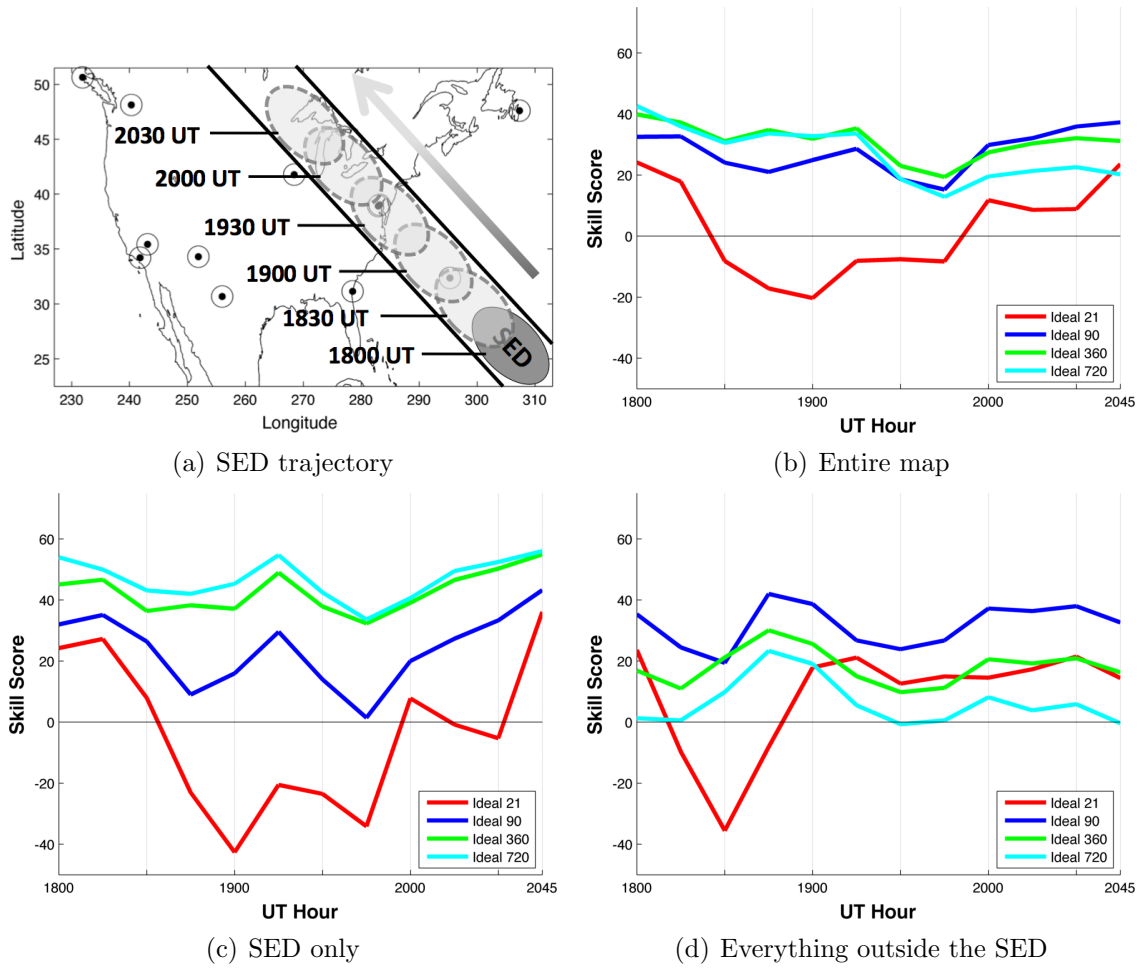 50
45
40
35
30
25
Latitude
2030 UT
2000 UT
1930 UT
1900 UT
1830 UT
1800 UT
SED
230 240 250 260 270 280 290 300 310
Longitude
(a) SED trajectory
60
40
20
0
-20
-40
Skill Score
Ideal 21
Ideal 90
Ideal 360
Ideal 720
1800 1900 2000 2045
UT Hour
(b) Entire map
60
40
20
0
-20
-40
Skill Score
Ideal 21
Ideal 90
Ideal 360
Ideal 720
1800 1900 2000 2045
UT Hour
(c) SED only
60
40
20
0
-20
-40
Skill Score
Ideal 21
Ideal 90
Ideal 360
Ideal 720
1800 1900 2000 2045
UT Hour
(d) Everything outside the SED